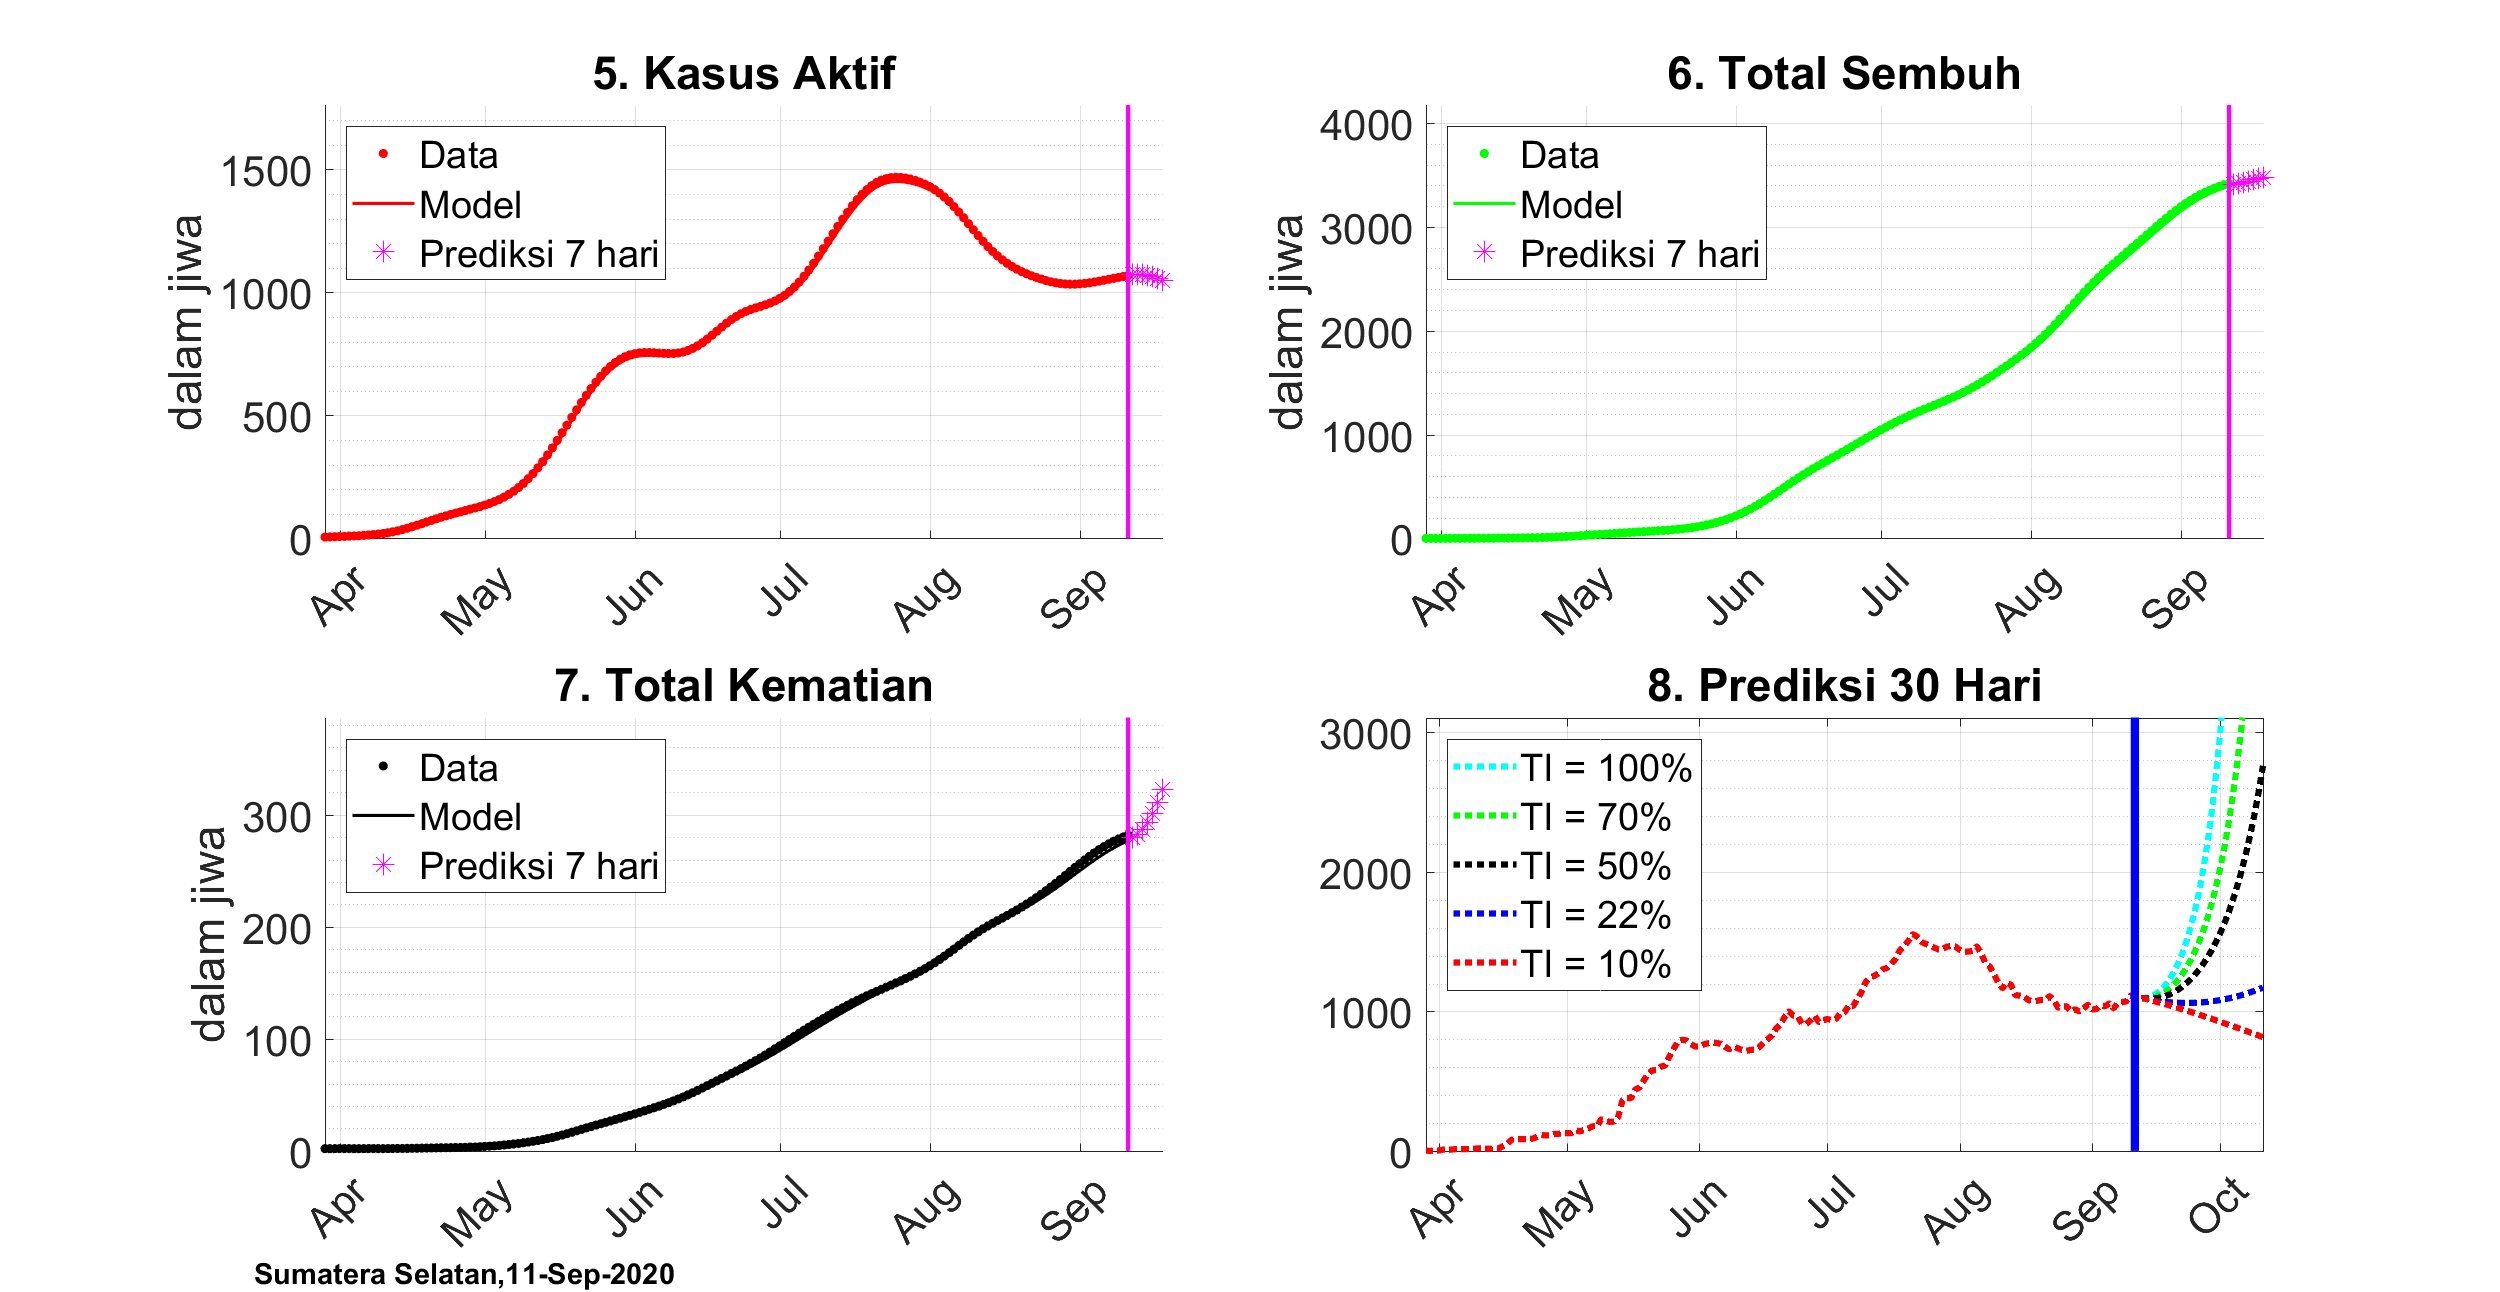 5. Kasus Aktif
dalam jiwa
1500
1000
500
0
Data
Model
Prediksi 7 hari
Apr May Jun Jul Aug Sep
6. Total Sembuh
dalam jiwa
4000
3000
2000
1000
0
Data
Model
Prediksi 7 hari
Apr May Jun Jul Aug Sep
7. Total Kematian
dalam jiwa
300
200
100
0
Data
Model
Prediksi 7 hari
Apr May Jun Jul Aug Sep
8. Prediksi 30 Hari
3000
2000
1000
0
TI = 100%
TI = 70%
TI = 50%
TI = 22%
TI = 10%
Apr May Jun Jul Aug Sep Oct
Sumatera Selatan,11-Sep-2020